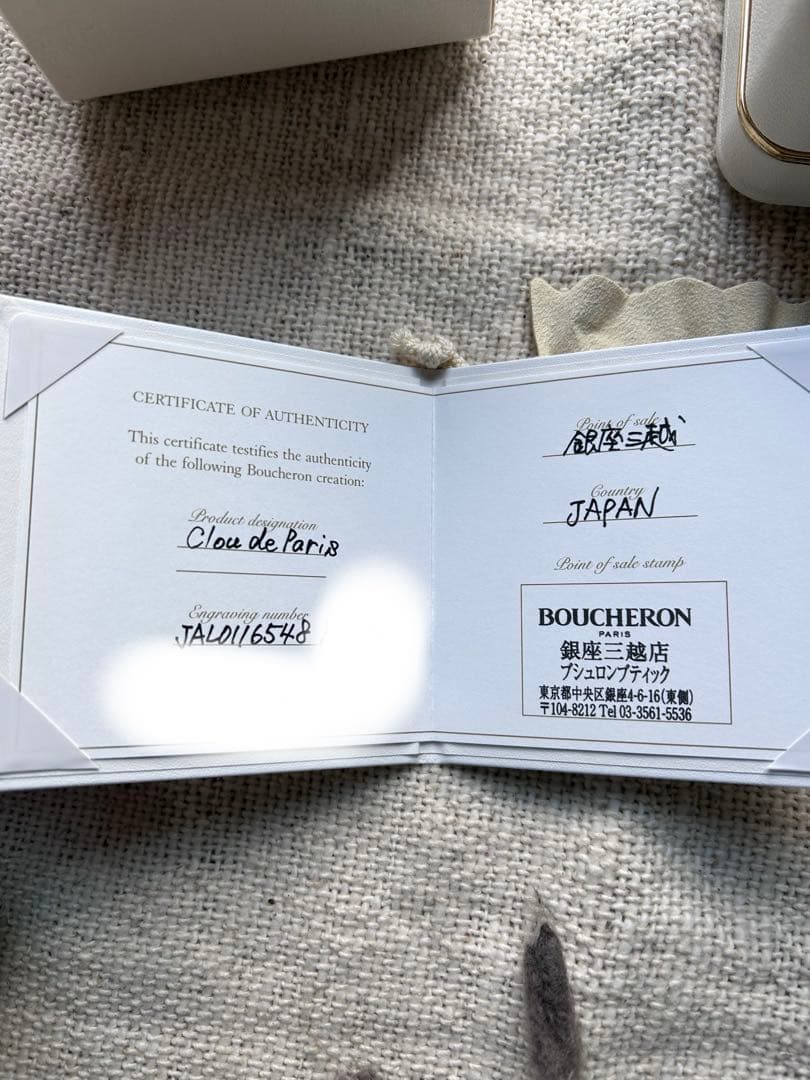 CERTIFICATE OF AUTHENTICITY
This certificate testifies the authenticity
of the following Boucheron creation:
Product designation
Clou de Paris
Engraving number
JAL0116548
Point of sale
銀座三越
Country
JAPAN
Point of sale stamp
BOUCHERON
PARIS
銀座三越店
ブシュロンブティック
東京都中央区銀座4-6-16(東側)
〒104-8212 Tel 03-3561-5536